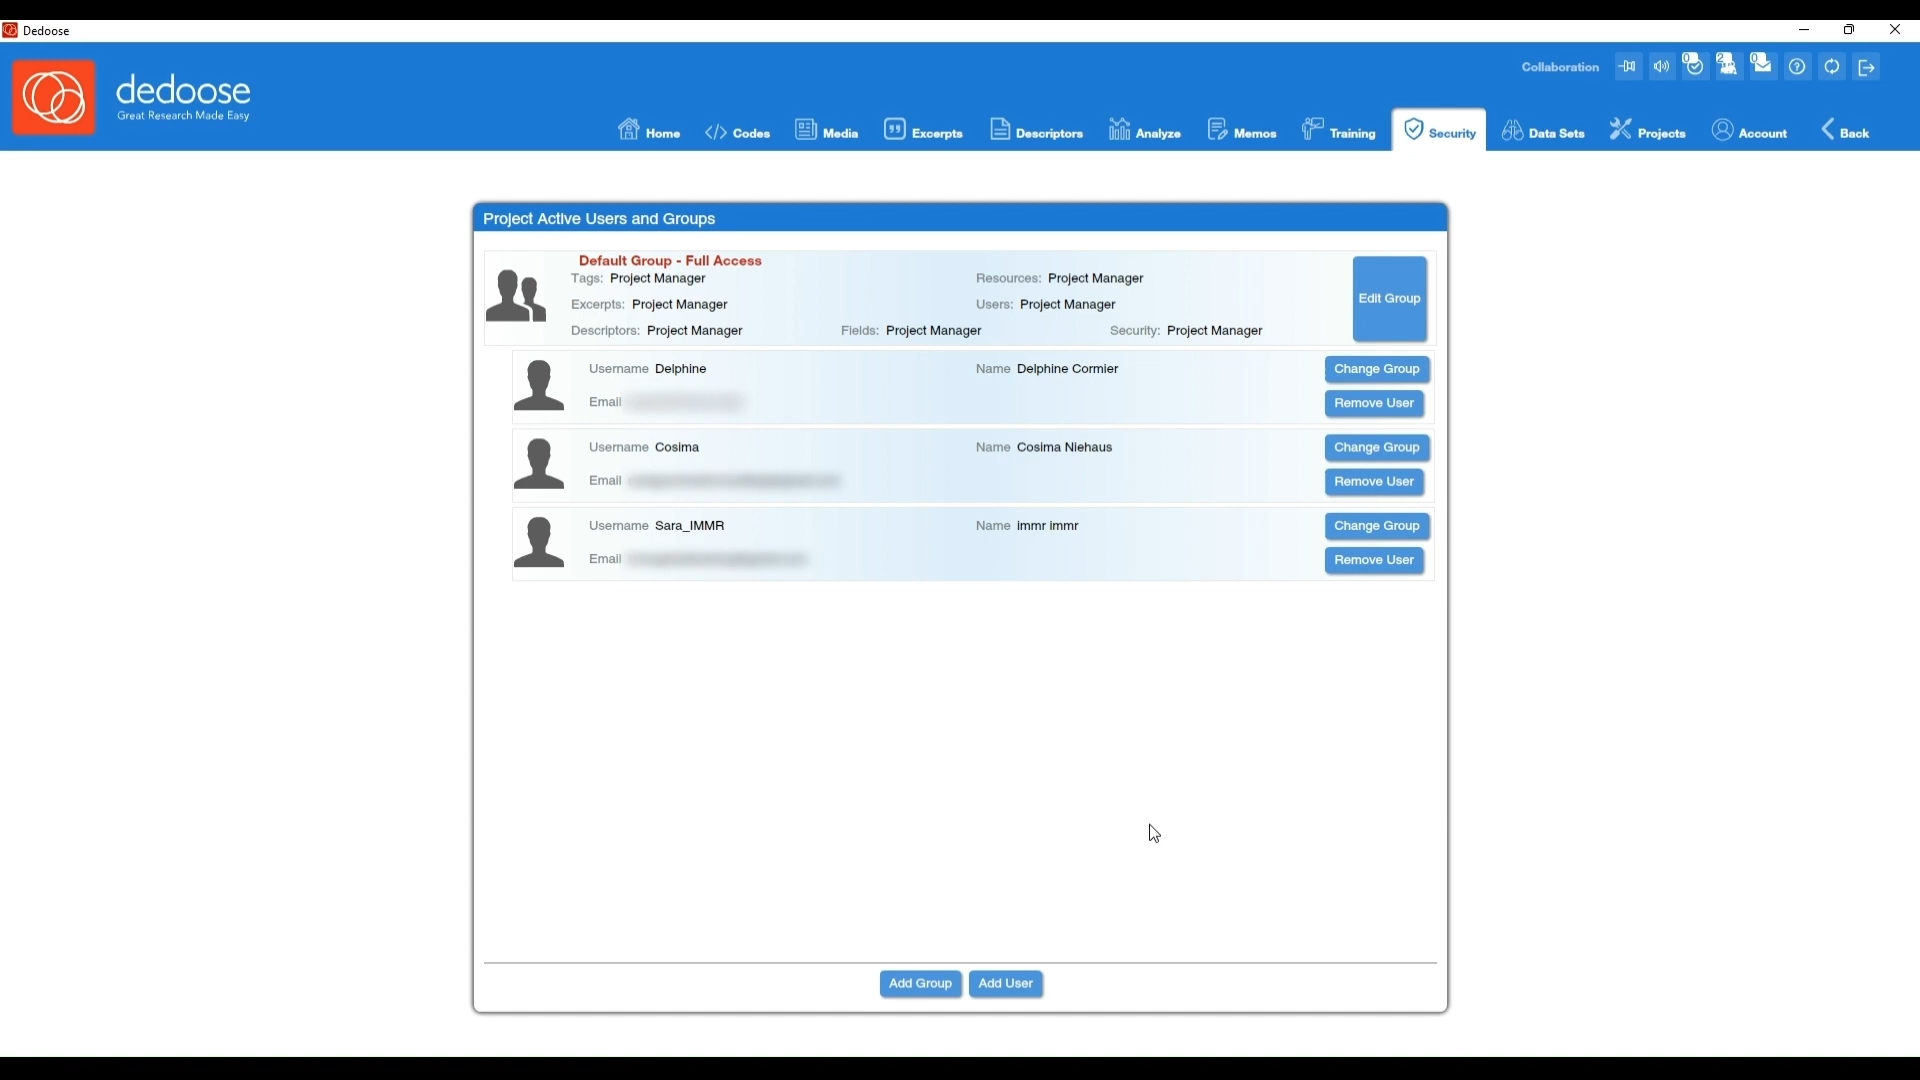 Dedoose
Collaboration
0
2
0
dedoose
Great Research Made Easy
Home
Codes
Media
Excerpts
Descriptors
Analyze
Memos
Training
Security
Data Sets
Projects
Account
Back
Project Active Users and Groups
Default Group - Full Access
Tags: Project Manager
Resources: Project Manager
Excerpts: Project Manager
Users: Project Manager
Descriptors: Project Manager
Fields: Project Manager
Security: Project Manager
Edit Group
Username Delphine
Name Delphine Cormier
Change Group
Email
Remove User
Username Cosima
Name Cosima Niehaus
Change Group
Email
Remove User
Username Sara_IMMR
Name immr immr
Change Group
Email
Remove User
Add Group
Add User